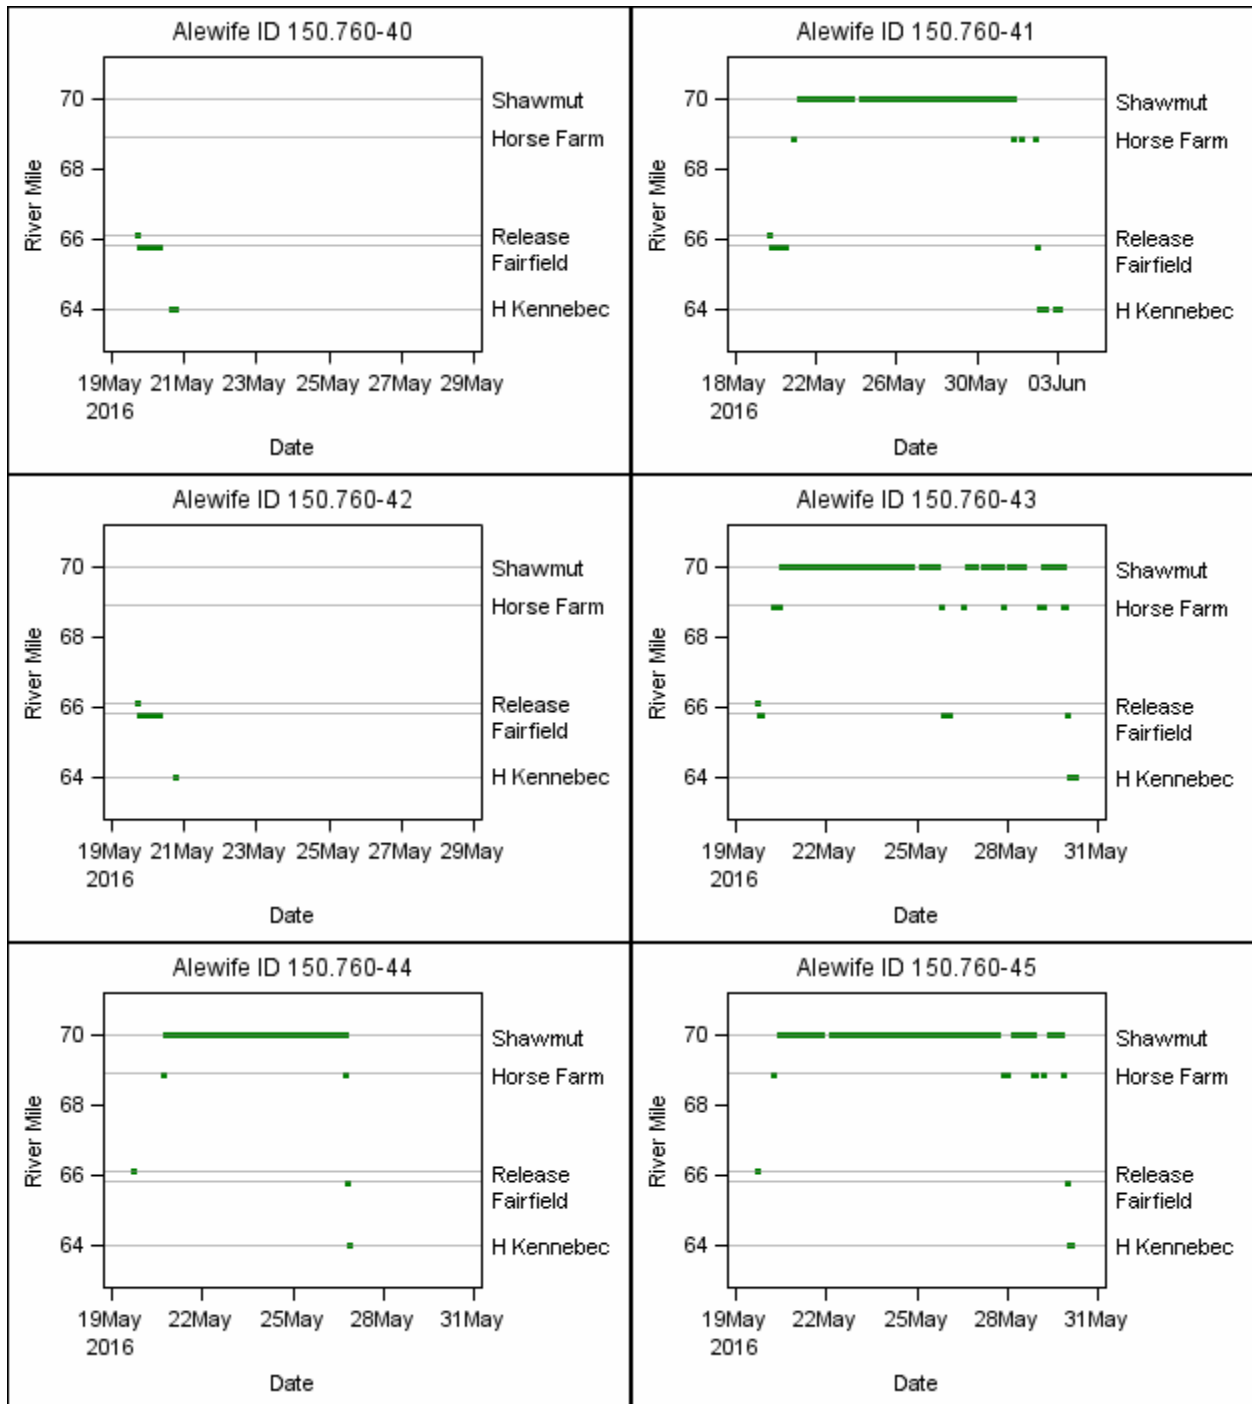 Alewife ID 150.760-40
70
68
66
64
River Mile
Shawmut
Horse Farm
Release
Fairfield
H Kennebec
19May 21May 23May 25May 27May 29May
2016
Date
Alewife ID 150.760-41
70
68
66
64
River Mile
Shawmut
Horse Farm
Release
Fairfield
H Kennebec
18May 22May 26May 30May 03Jun
2016
Date
Alewife ID 150.760-42
70
68
66
64
River Mile
Shawmut
Horse Farm
Release
Fairfield
H Kennebec
19May 21May 23May 25May 27May 29May
2016
Date
Alewife ID 150.760-43
70
68
66
64
River Mile
Shawmut
Horse Farm
Release
Fairfield
H Kennebec
19May 22May 25May 28May 31May
2016
Date
Alewife ID 150.760-44
70
68
66
64
River Mile
Shawmut
Horse Farm
Release
Fairfield
H Kennebec
19May 22May 25May 28May 31May
2016
Date
Alewife ID 150.760-45
70
68
66
64
River Mile
Shawmut
Horse Farm
Release
Fairfield
H Kennebec
19May 22May 25May 28May 31May
2016
Date